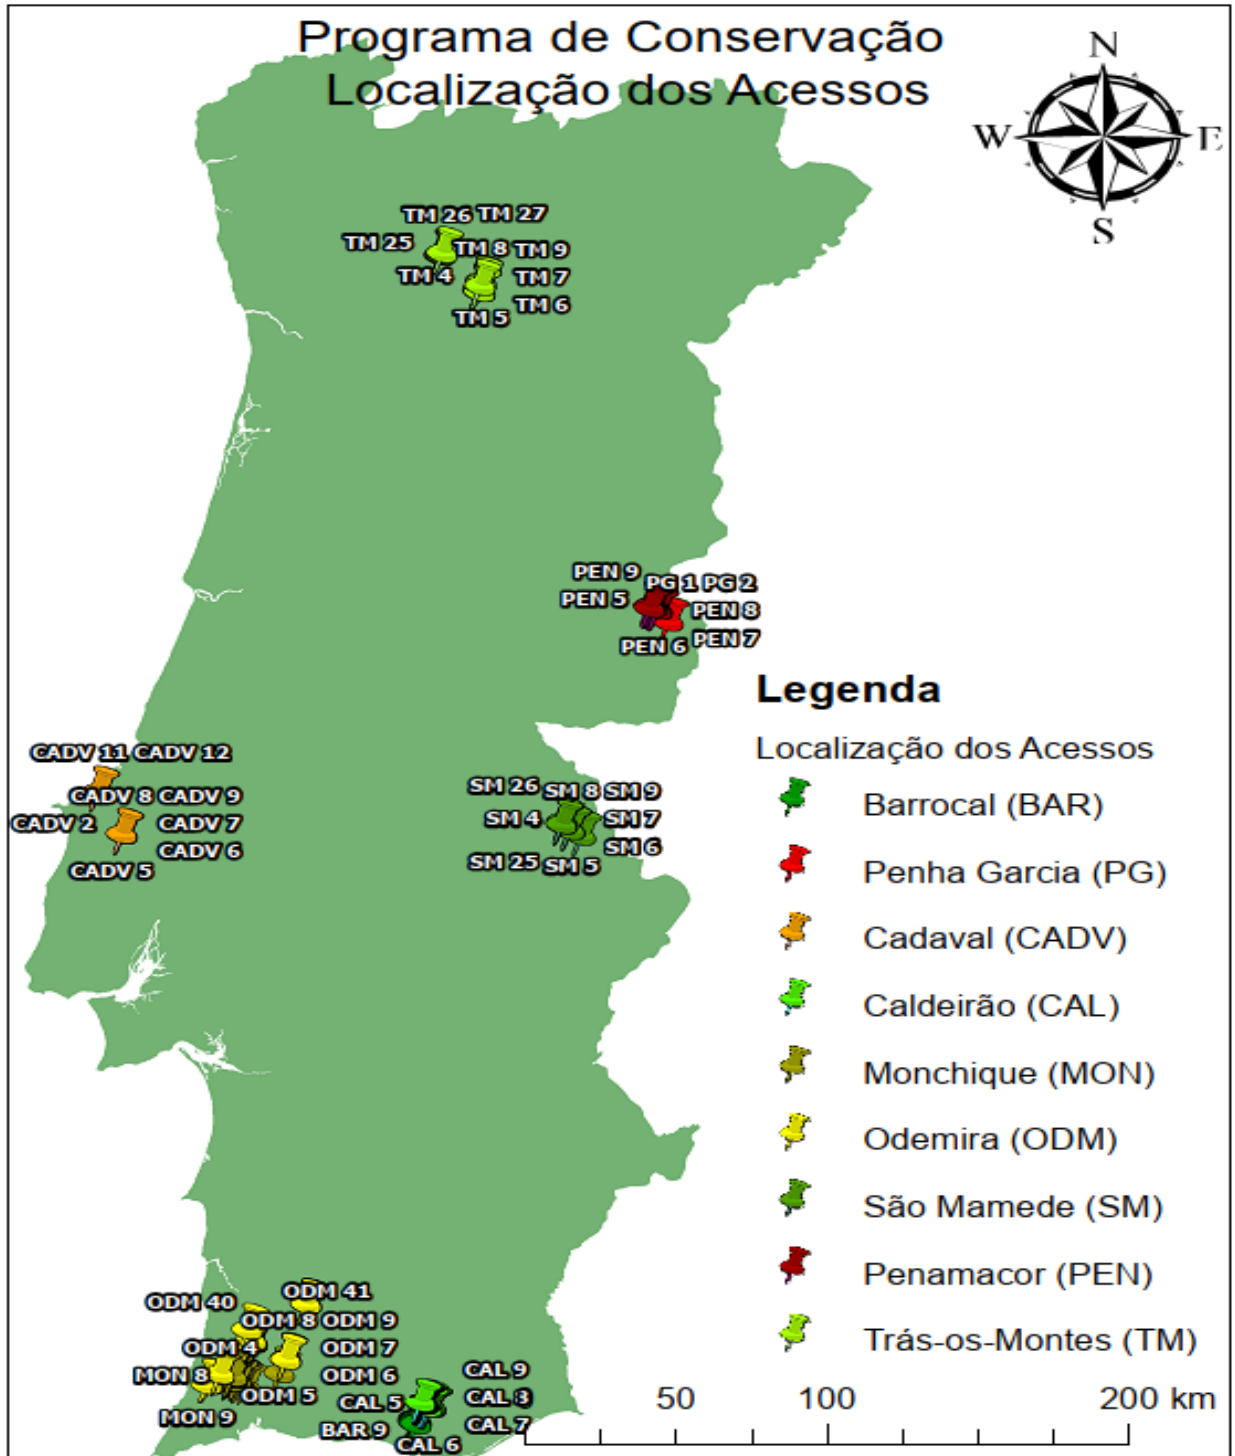 Programa de Conservação
Localização dos Acessos
N
W E
S
TM 26 TM 27
TM 25 TM 8 TM 9
TM 4 TM 7
TM 6
TM 5
PEN 9 PG 1 PG 2
PEN 5 PEN 8
PEN 6 PEN 7
CADV 11 CADV 12
CADV 8 CADV 9
CADV 2 CADV 7
CADV 6
CADV 5
SM 26 SM 8 SM 9
SM 4 SM 7
SM 6
SM 25 SM 5
ODM 41
ODM 40
ODM 8 ODM 9
ODM 4 ODM 7
MON 8 ODM 6
ODM 5
MON 9
CAL 9
CAL 5 CAL 8
BAR 9 CAL 7
CAL 6
Legenda
Localização dos Acessos
Barrocal (BAR)
Penha Garcia (PG)
Cadaval (CADV)
Caldeirão (CAL)
Monchique (MON)
Odemira (ODM)
São Mamede (SM)
Penamacor (PEN)
Trás-os-Montes (TM)
50 100 200 km